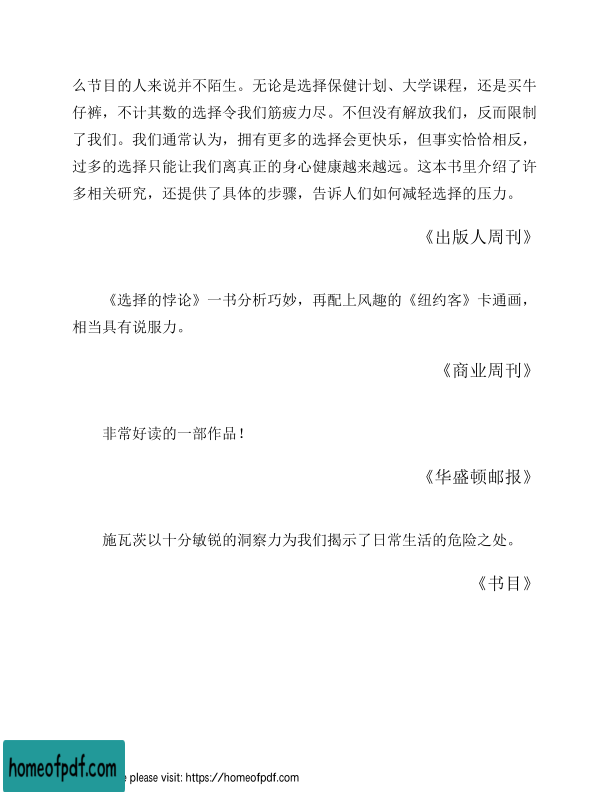 么节目的人来说并不陌生。无论是选择保健计划、大学课程，还是买牛
仔裤，不计其数的选择令我们筋疲力尽。不但没有解放我们，反而限制
了我们。我们通常认为，拥有更多的选择会更快乐，但事实恰恰相反，
过多的选择只能让我们离真正的身心健康越来越远。这本书里介绍了许
多相关研究，还提供了具体的步骤，告诉人们如何减轻选择的压力。
《出版人周刊》
《选择的悖论》一书分析巧妙，再配上风趣的《纽约客》卡通画，
相当具有说服力。
《商业周刊》
非常好读的一部作品！
《华盛顿邮报》
施瓦茨以十分敏锐的洞察力为我们揭示了日常生活的危险之处。
《书目》
homeofpdf.com
please visit: https://homeofpdf.com